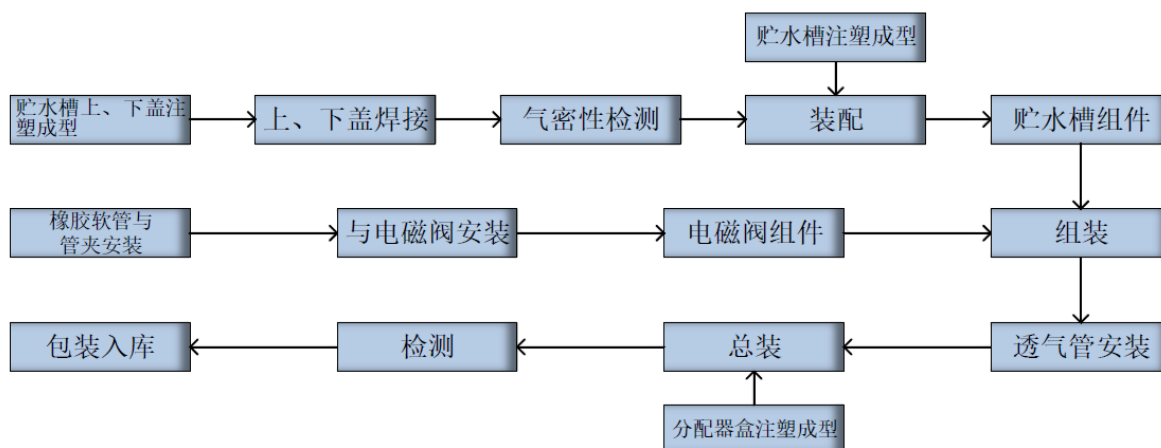 贮水槽注塑成型
贮水槽上、下盖注
塑成型
上、下盖焊接
气密性检测
装配
贮水槽组件
橡胶软管与
管夹安装
与电磁阀安装
电磁阀组件
组装
包装入库
检测
总装
透气管安装
分配器盒注塑成型